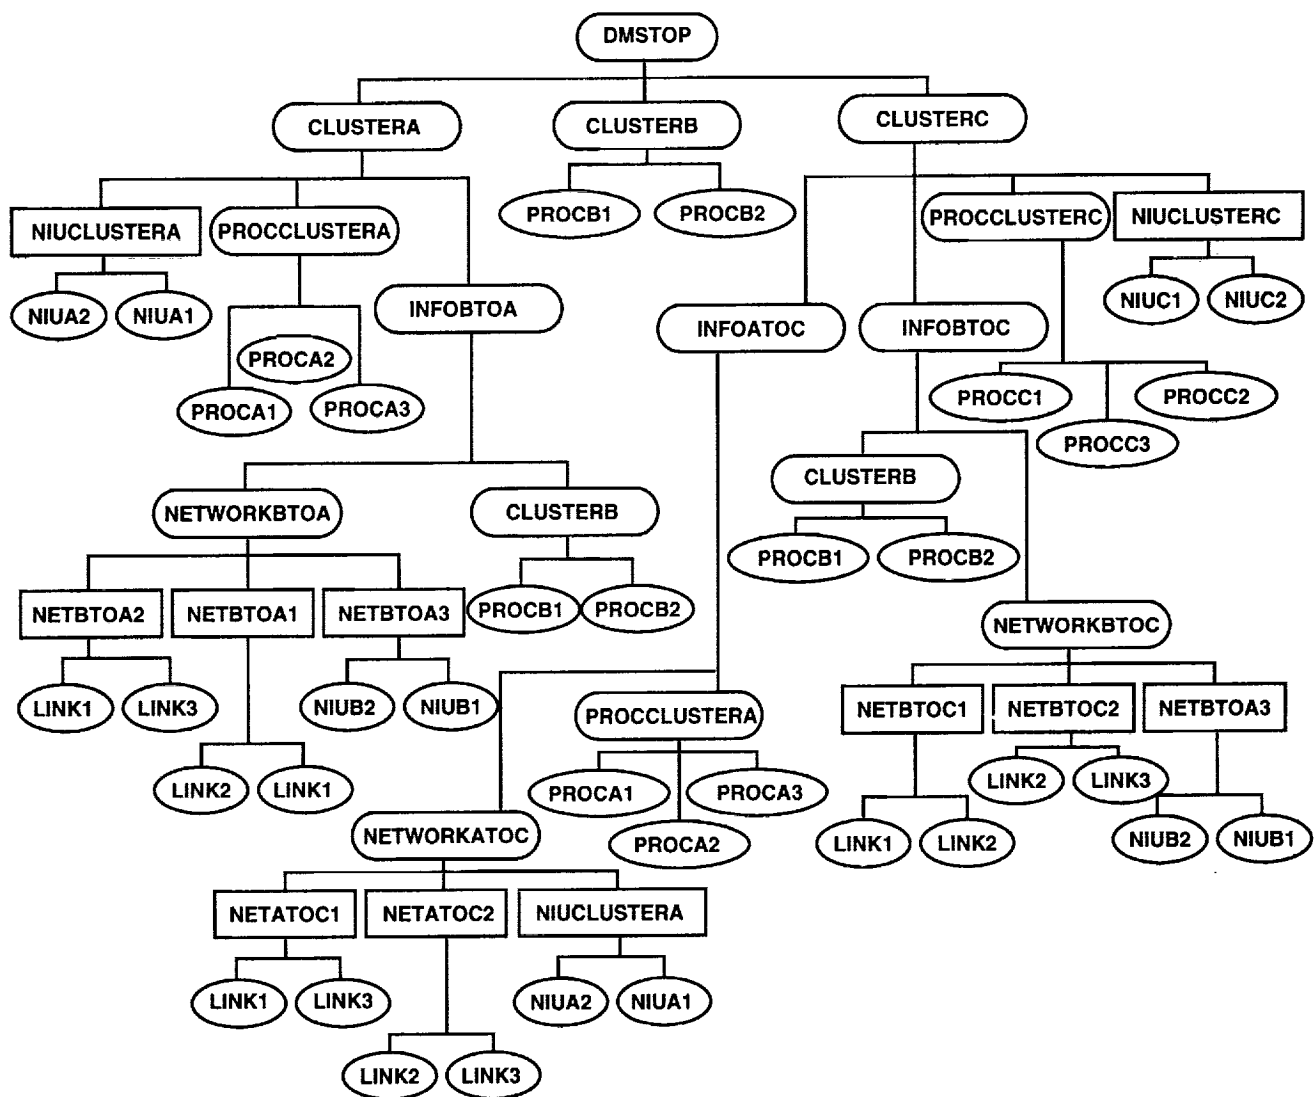 DMSTOP
CLUSTERA
CLUSTERB
CLUSTERC
NIUCLUSTERA
PROCCLUSTERA
PROCB1
PROCB2
PROCCLUSTERC
NIUCLUSTERC
NIUA2
NIUA1
INFOBTOA
INFOATOC
INFOBTOC
NIUC1
NIUC2
PROCA2
PROCA1
PROCA3
PROCC1
PROCC2
PROCC3
NETWORKBTOA
CLUSTERB
CLUSTERB
PROCB1
PROCB2
NETBTOA2
NETBTOA1
NETBTOA3
PROCB1
PROCB2
NETWORKBTOC
LINK1
LINK3
NIUB2
NIUB1
PROCCLUSTERA
NETBTOC1
NETBTOC2
NETBTOA3
LINK2
LINK1
PROCA1
PROCA3
LINK2
LINK3
NETWORKATOC
PROCA2
LINK1
LINK2
NIUB2
NIUB1
NETATOC1
NETATOC2
NIUCLUSTERA
LINK1
LINK3
NIUA2
NIUA1
LINK2
LINK3